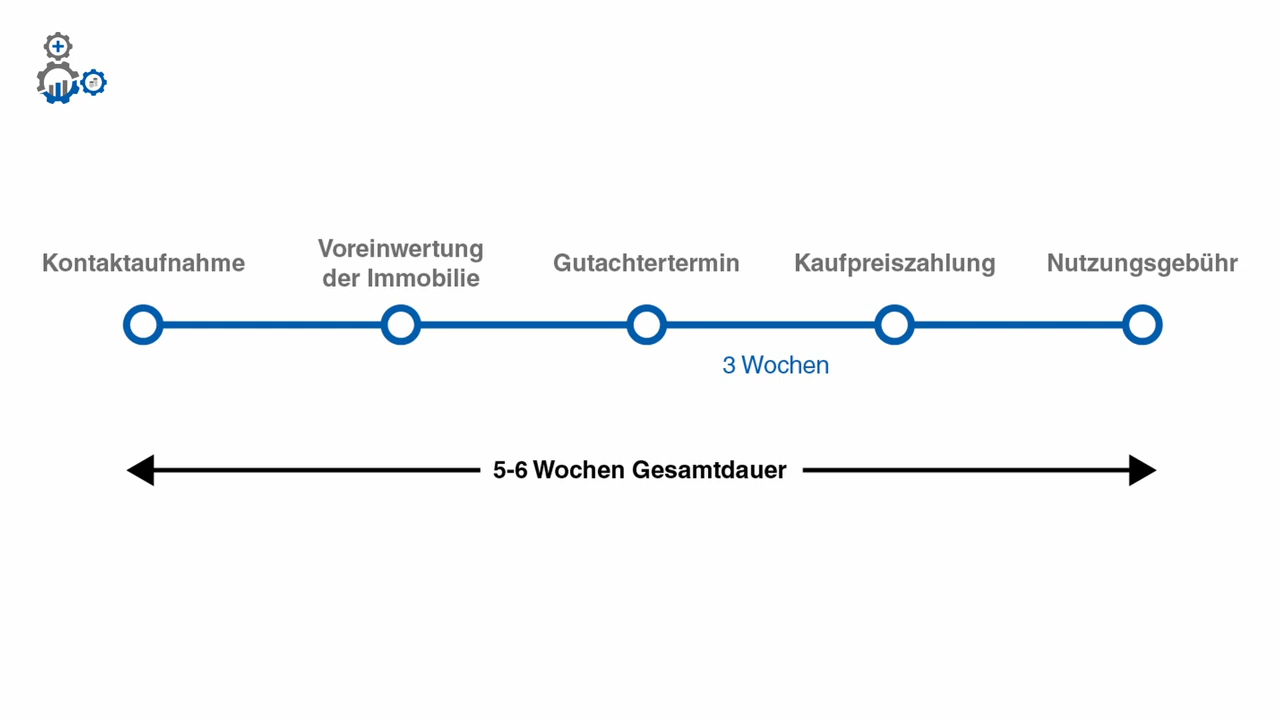 Kontaktaufnahme
Voreinwertung
der Immobilie
Gutachtertermin
Kaufpreiszahlung
Nutzungsgebühr
3 Wochen
5-6 Wochen Gesamtdauer